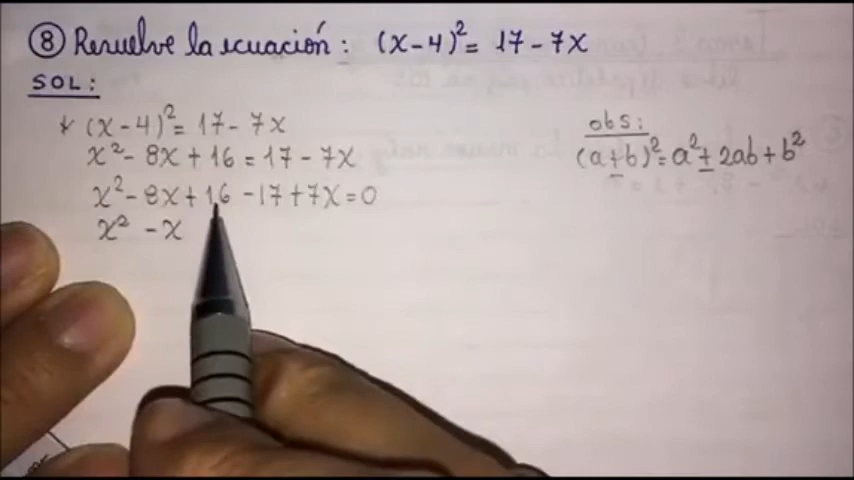 ⑧ Resuelve la ecuación: (x-4)² = 17 - 7x
SOL:
* (x-4)² = 17 - 7x
x² - 8x + 16 = 17 - 7x
x² - 8x + 16 - 17 + 7x = 0
x² - x
obs:
(a±b)² = a² ± 2ab + b²